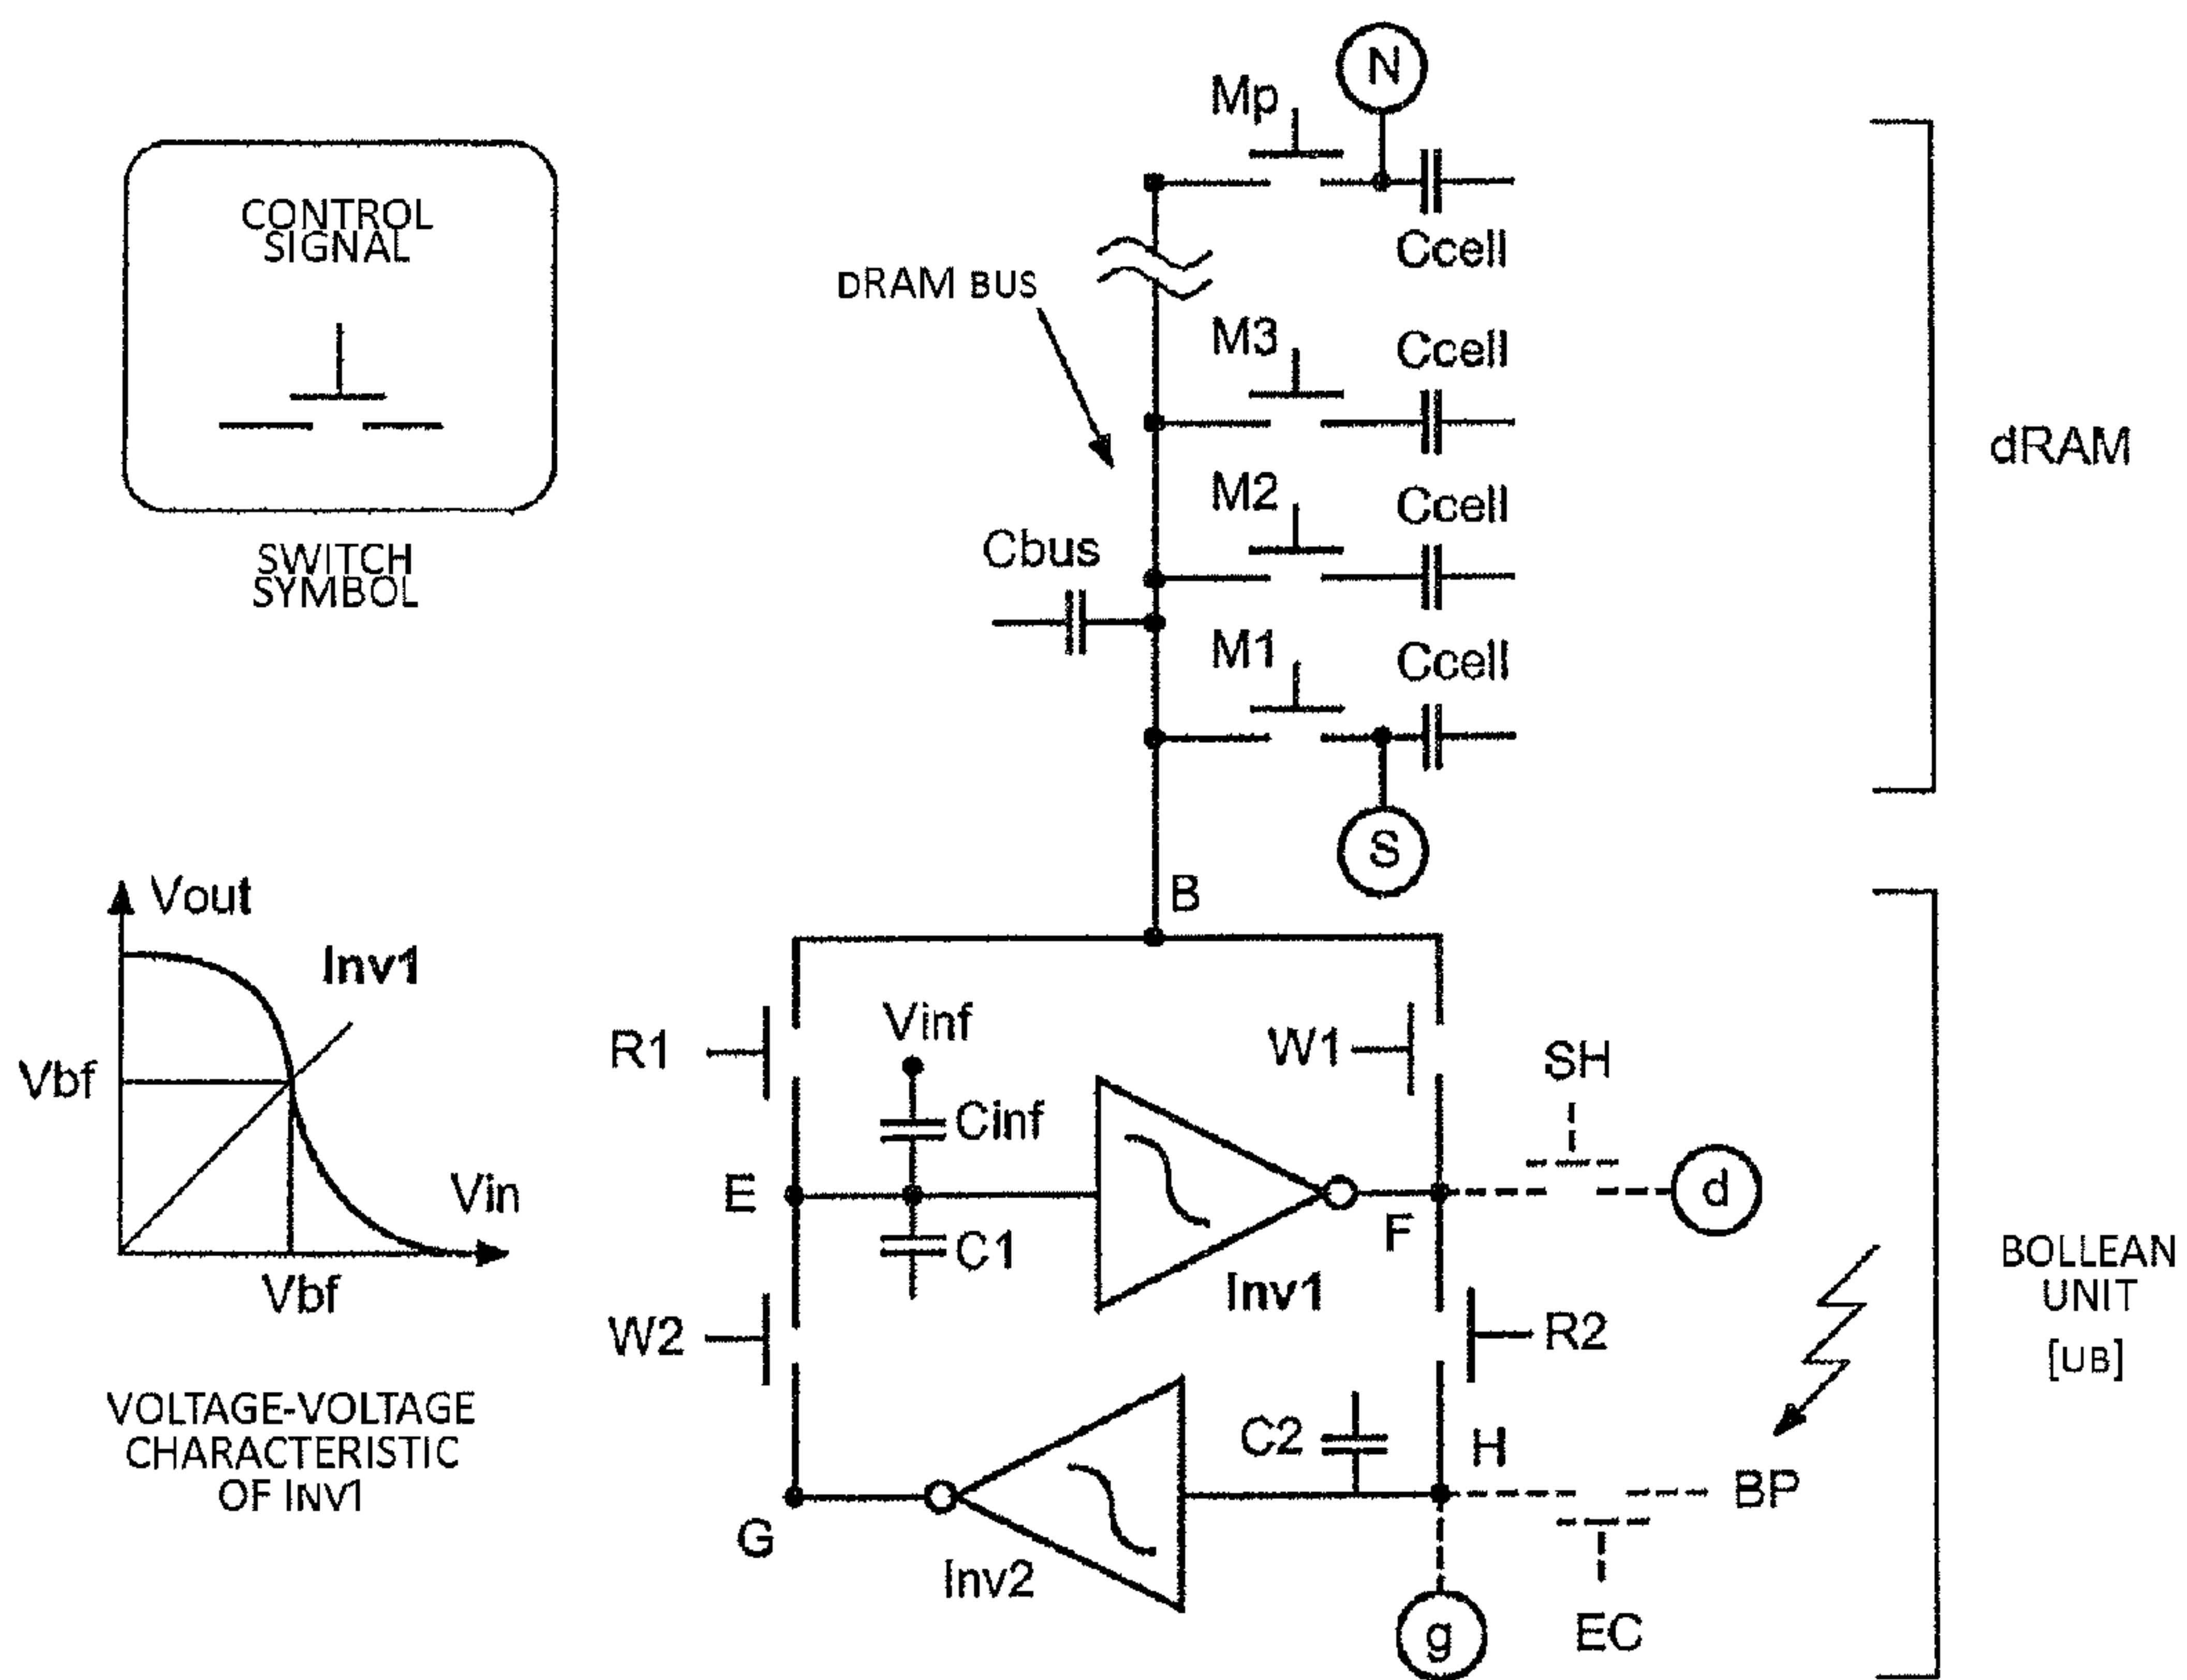 N
Mp
CONTROL
SIGNAL
Ccell
DRAM BUS
M3
Ccell
dRAM
M2
Ccell
Cbus
SWITCH
SYMBOL
M1
Ccell
S
B
Vout
Inv1
Vinf
R1
W1
SH
Vbf
Cinf
E
Vin
d
F
C1
BOLLEAN
UNIT
[UB]
Vbf
Inv1
W2
R2
VOLTAGE-VOLTAGE
CHARACTERISTIC
OF INV1
C2
H
BP
G
Inv2
g
EC